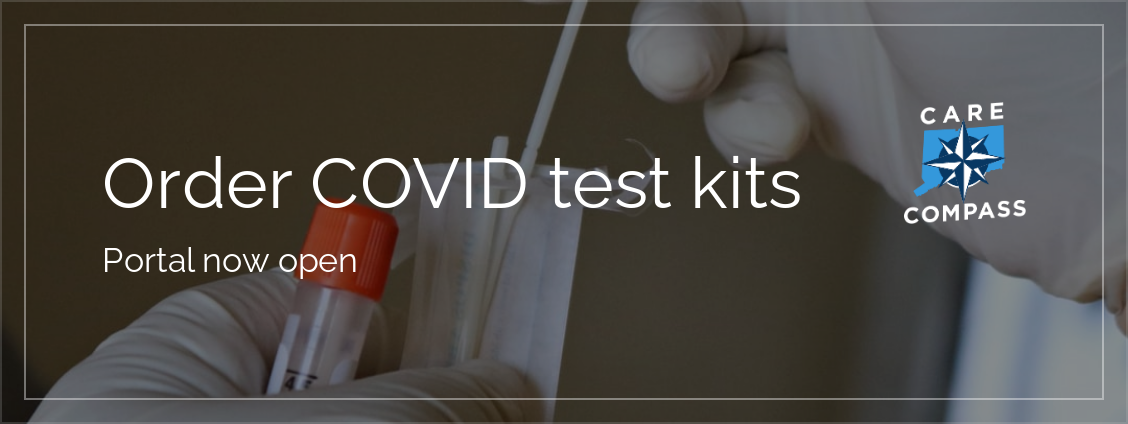 Order COVID test kits
Portal now open
CARE
COMPASS